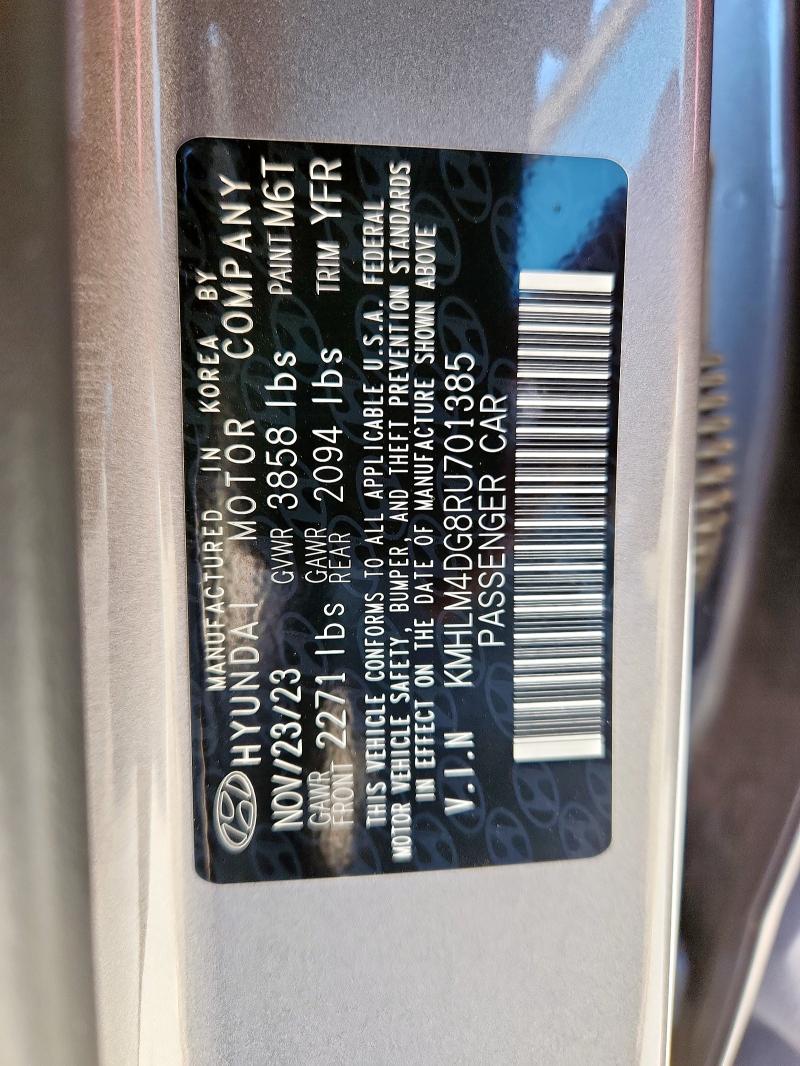 MANUFACTURED IN KOREA BY
HYUNDAI MOTOR COMPANY
NOV/23/23 GVWR 3858 lbs PAINT M6T
GAWR FRONT 2271 lbs GAWR REAR 2094 lbs TRIM YFR
THIS VEHICLE CONFORMS TO ALL APPLICABLE U.S.A. FEDERAL
MOTOR VEHICLE SAFETY, BUMPER, AND THEFT PREVENTION STANDARDS
IN EFFECT ON THE DATE OF MANUFACTURE SHOWN ABOVE
V.I.N KMHLM4DG8RU701385
PASSENGER CAR